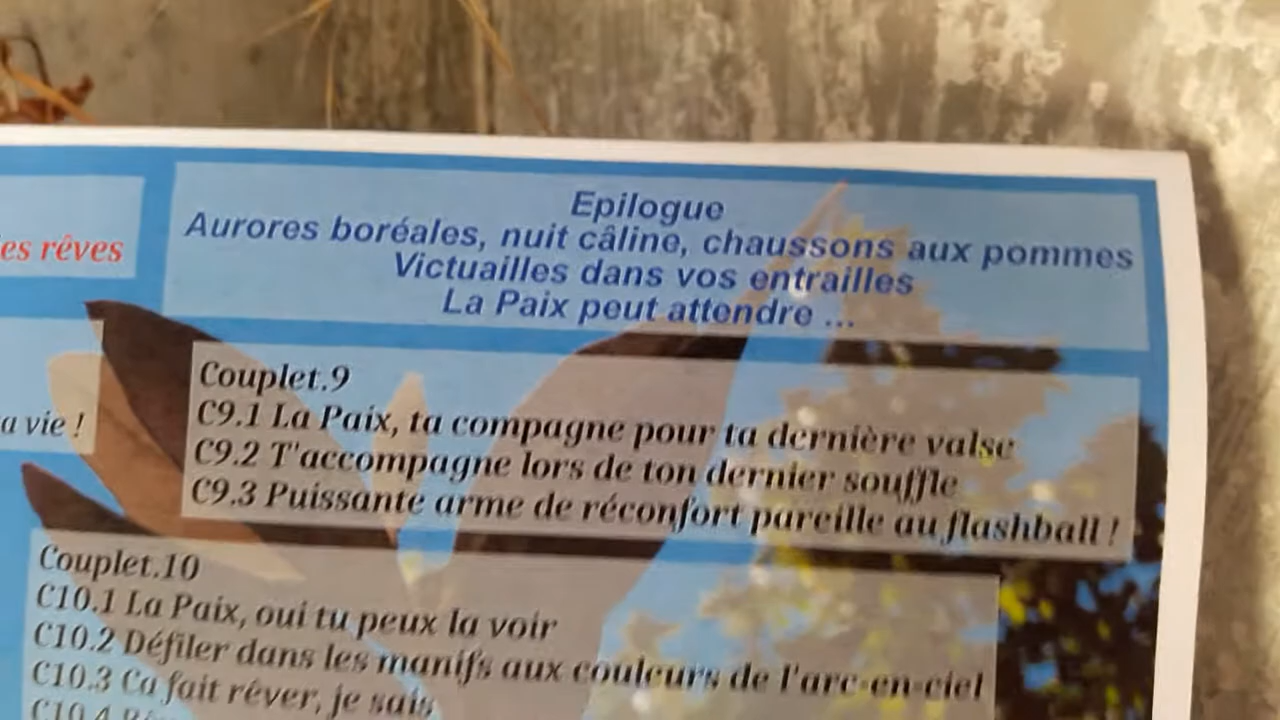 es rêves
Epilogue
Aurores boréales, nuit câline, chaussons aux pommes
Victuailles dans vos entrailles
La Paix peut attendre ...
a vie !
Couplet.9
C9.1 La Paix, ta compagne pour ta dernière valse
C9.2 T'accompagne lors de ton dernier souffle
C9.3 Puissante arme de réconfort pareille au flashball !
Couplet.10
C10.1 La Paix, oui tu peux la voir
C10.2 Défiler dans les manifs aux couleurs de l'arc-en-ciel
C10.3 Ca fait rêver, je sais
C10.4